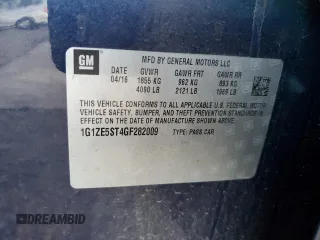 GM
MFD BY GENERAL MOTORS LLC
DATE GVWR GAWR FRT GAWR RR
04/16 1855 KG 962 KG 893 KG
4090 LB 2121 LB 1969 LB
THIS VEHICLE CONFORMS TO ALL APPLICABLE U.S. FEDERAL MOTOR
VEHICLE SAFETY, BUMPER, AND THEFT PREVENTION STANDARDS IN
EFFECT ON THE DATE OF MANUFACTURE SHOWN ABOVE.
1G1ZE5ST4GF282009 TYPE: PASS CAR
DREAMBID